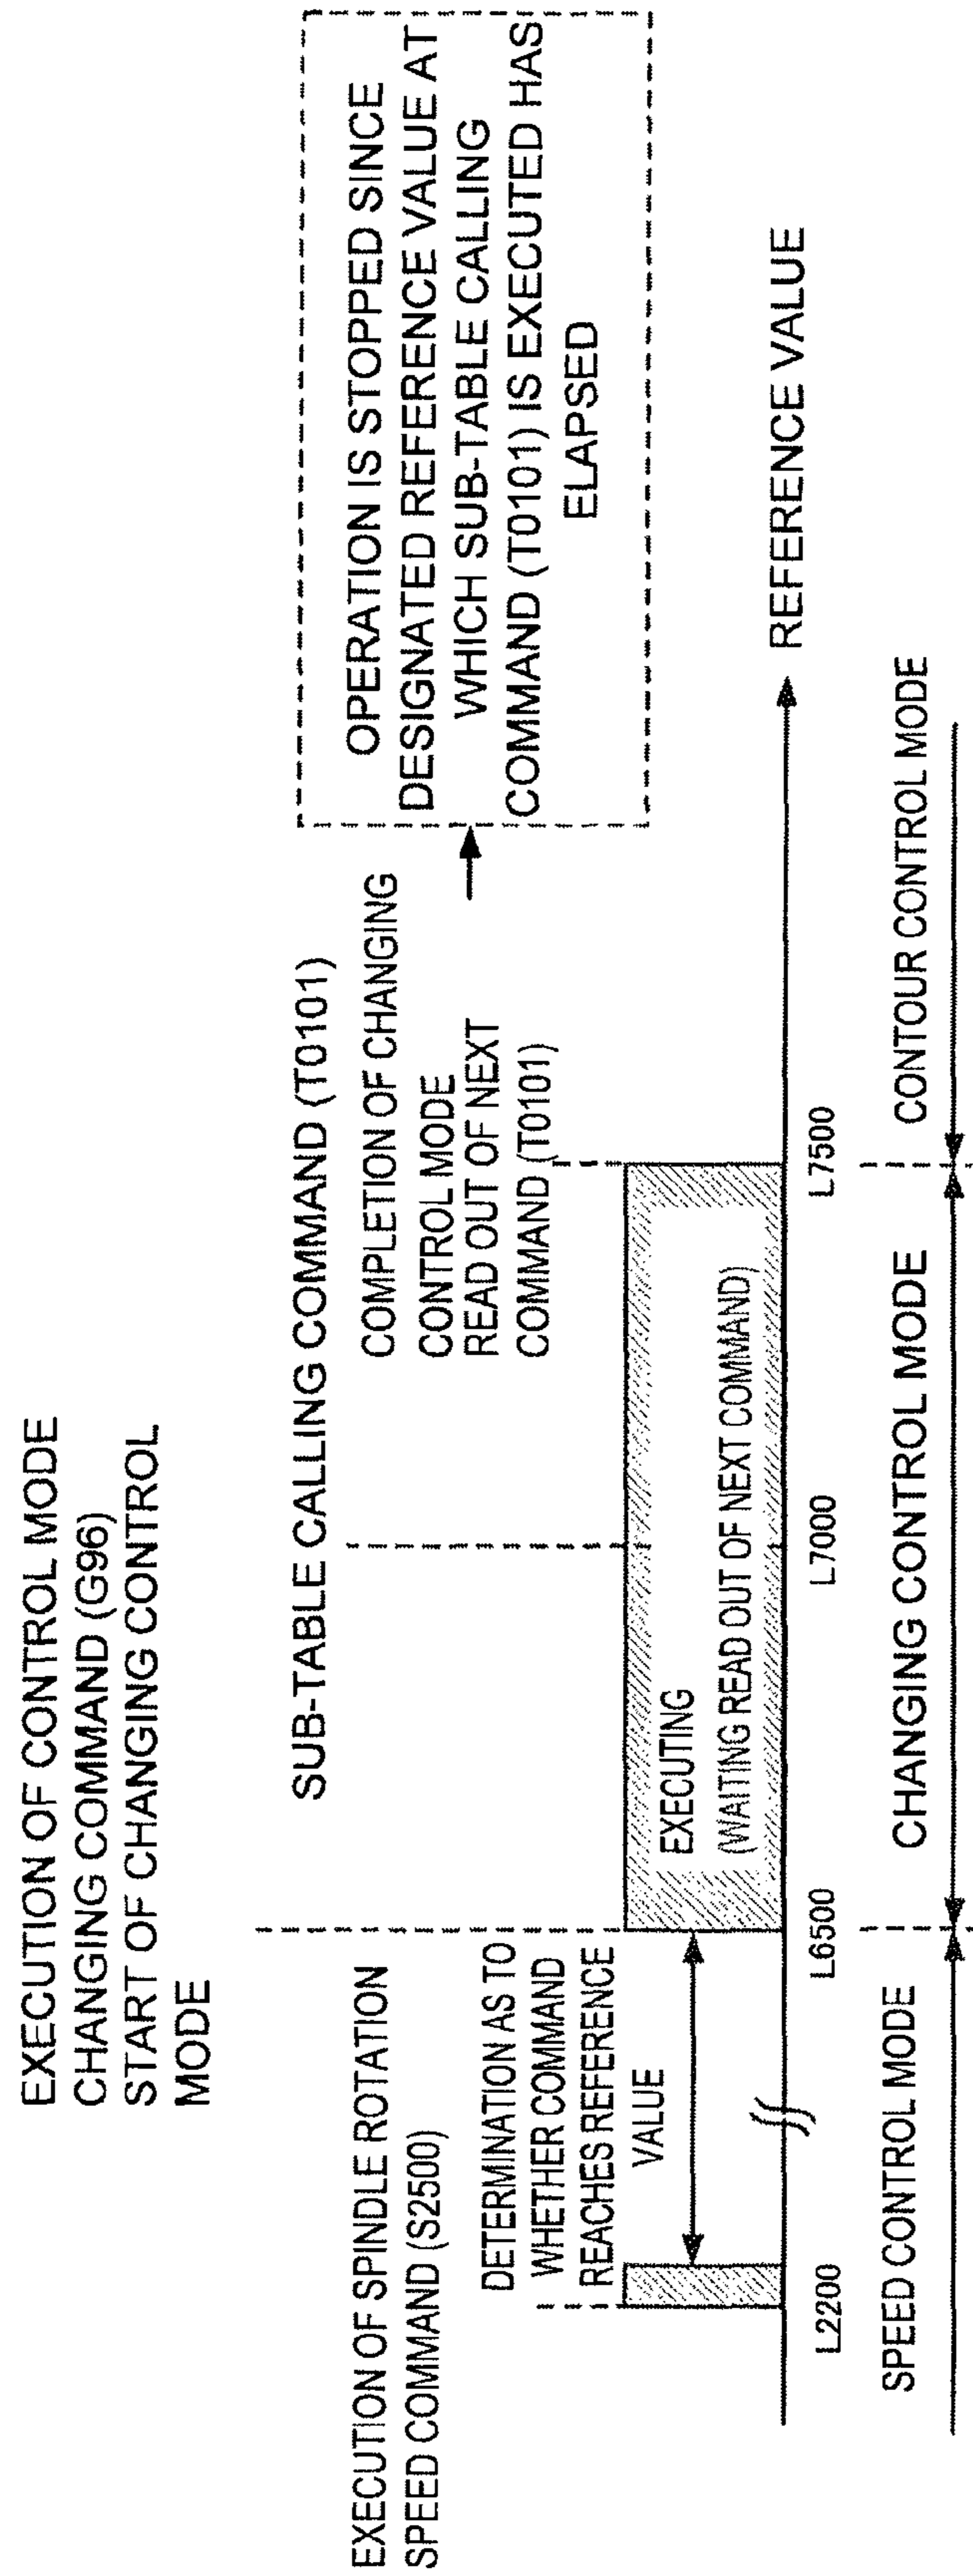 EXECUTION OF CONTROL MODE
CHANGING COMMAND (G96)
START OF CHANGING CONTROL
MODE
EXECUTION OF SPINDLE ROTATION
SPEED COMMAND (S2500)
SUB-TABLE CALLING COMMAND (T0101)
COMPLETION OF CHANGING
CONTROL MODE
READ OUT OF NEXT
COMMAND (T0101)
OPERATION IS STOPPED SINCE
DESIGNATED REFERENCE VALUE AT
WHICH SUB-TABLE CALLING
COMMAND (T0101) IS EXECUTED HAS
ELAPSED
DETERMINATION AS TO
WHETHER COMMAND
REACHES REFERENCE
VALUE
EXECUTING
(WAITING READ OUT OF NEXT COMMAND)
REFERENCE VALUE
L2200
L6500
L7000
L7500
SPEED CONTROL MODE
CHANGING CONTROL MODE
CONTOUR CONTROL MODE